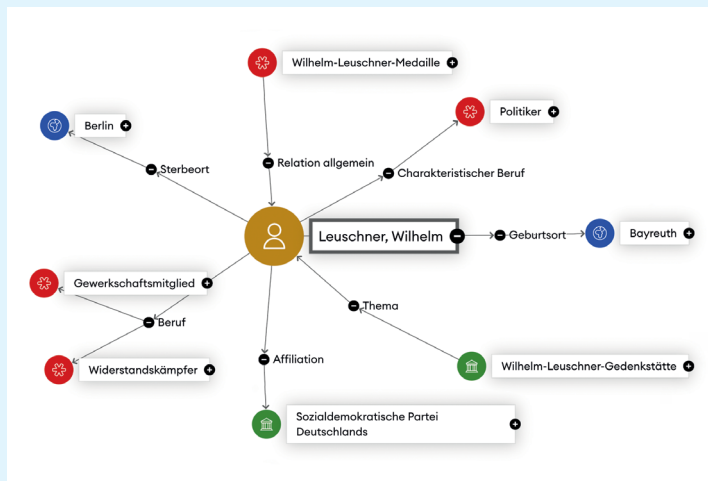 Wilhelm-Leuschner-Medaille
Politiker
Berlin
Relation allgemein
Sterbeort
Charakteristischer Beruf
Leuschner, Wilhelm
Geburtsort
Bayreuth
Gewerkschaftsmitglied
Thema
Beruf
Affiliation
Widerstandskämpfer
Wilhelm-Leuschner-Gedenkstätte
Sozialdemokratische Partei
Deutschlands